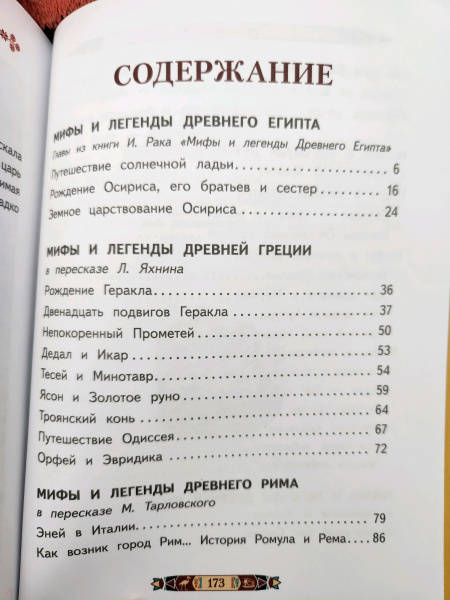 скала
царь
имая
адко
СОДЕРЖАНИЕ
МИФЫ И ЛЕГЕНДЫ ДРЕВНЕГО ЕГИПТА
Главы из книги И. Рака «Мифы и легенды Древнего Египта»
Путешествие солнечной ладьи 6
Рождение Осириса, его братьев и сестер 16
Земное царствование Осириса 24
МИФЫ И ЛЕГЕНДЫ ДРЕВНЕЙ ГРЕЦИИ
в пересказе Л. Яхнина
Рождение Геракла 36
Двенадцать подвигов Геракла 37
Непокоренный Прометей 50
Дедал и Икар 53
Тесей и Минотавр 54
Ясон и Золотое руно 59
Троянский конь 64
Путешествие Одиссея 67
Орфей и Эвридика 72
МИФЫ И ЛЕГЕНДЫ ДРЕВНЕГО РИМА
в пересказе М. Тарловского
Эней в Италии 79
Как возник город Рим... История Ромула и Рема 86
173